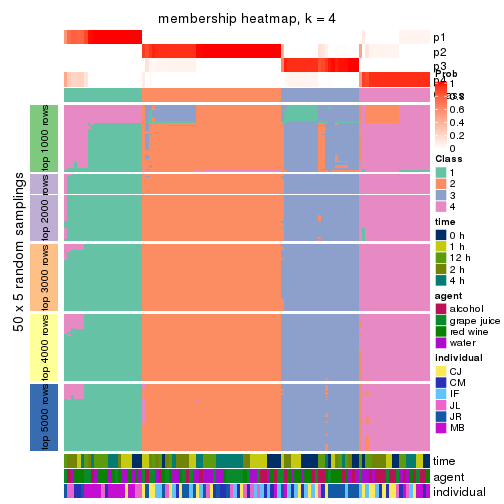 membership heatmap, k = 4
p1
p2
p3
p4
Prob
1
0.8
0.6
0.4
0.2
0
Class
1
2
3
4
time
0 h
1 h
12 h
2 h
4 h
agent
alcohol
grape juice
red wine
water
individual
CJ
CM
IF
JL
JR
MB
50 x 5 random samplings
top 1000 rows
top 2000 rows
top 3000 rows
top 4000 rows
top 5000 rows
time
agent
individual